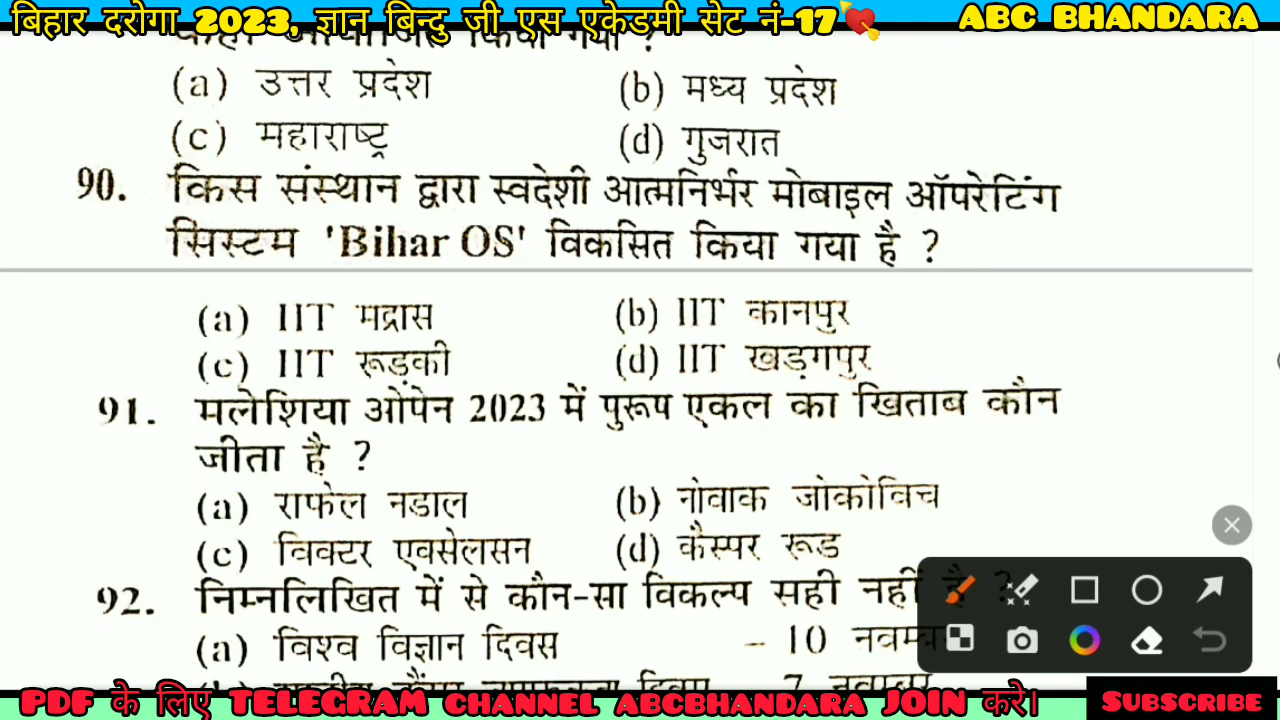 बिहार दरोगा 2023, ज्ञान बिन्दु जी एस एकेडमी सेट नं-17
ABC BHANDARA
किया गया ?
(a) उत्तर प्रदेश (b) मध्य प्रदेश
(c) महाराष्ट्र (d) गुजरात
90. किस संस्थान द्वारा स्वदेशी आत्मनिर्भर मोबाइल ऑपरेटिंग
सिस्टम 'Bihar OS' विकसित किया गया है ?
(a) IIT मद्रास (b) IIT कानपुर
(c) IIT रूड़की (d) IIT खड़गपुर
91. मलेशिया ओपेन 2023 में पुरूष एकल का खिताब कौन
जीता है ?
(a) राफेल नडाल (b) नोवाक जोकोविच
(c) विक्टर एक्सेलसन (d) कैस्पर रूड
92. निम्नलिखित में से कौन-सा विकल्प सही नहीं है ?
(a) विश्व विज्ञान दिवस – 10
7
PDF के लिए TELEGRAM CHANNEL ABCBHANDARA JOIN करे।
SUBSCRIBE